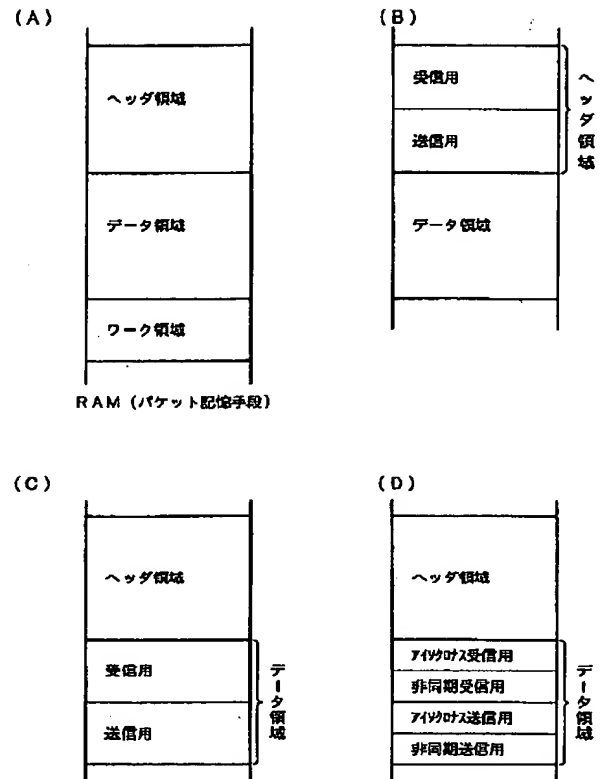 (A)
ヘッダ領域
データ領域
ワーク領域
RAM(パケット記憶手段)
(B)
受信用
送信用
ヘッダ領域
データ領域
(C)
ヘッダ領域
受信用
送信用
データ領域
(D)
ヘッダ領域
アイソクロナス受信用
非同期受信用
アイソクロナス送信用
非同期送信用
データ領域